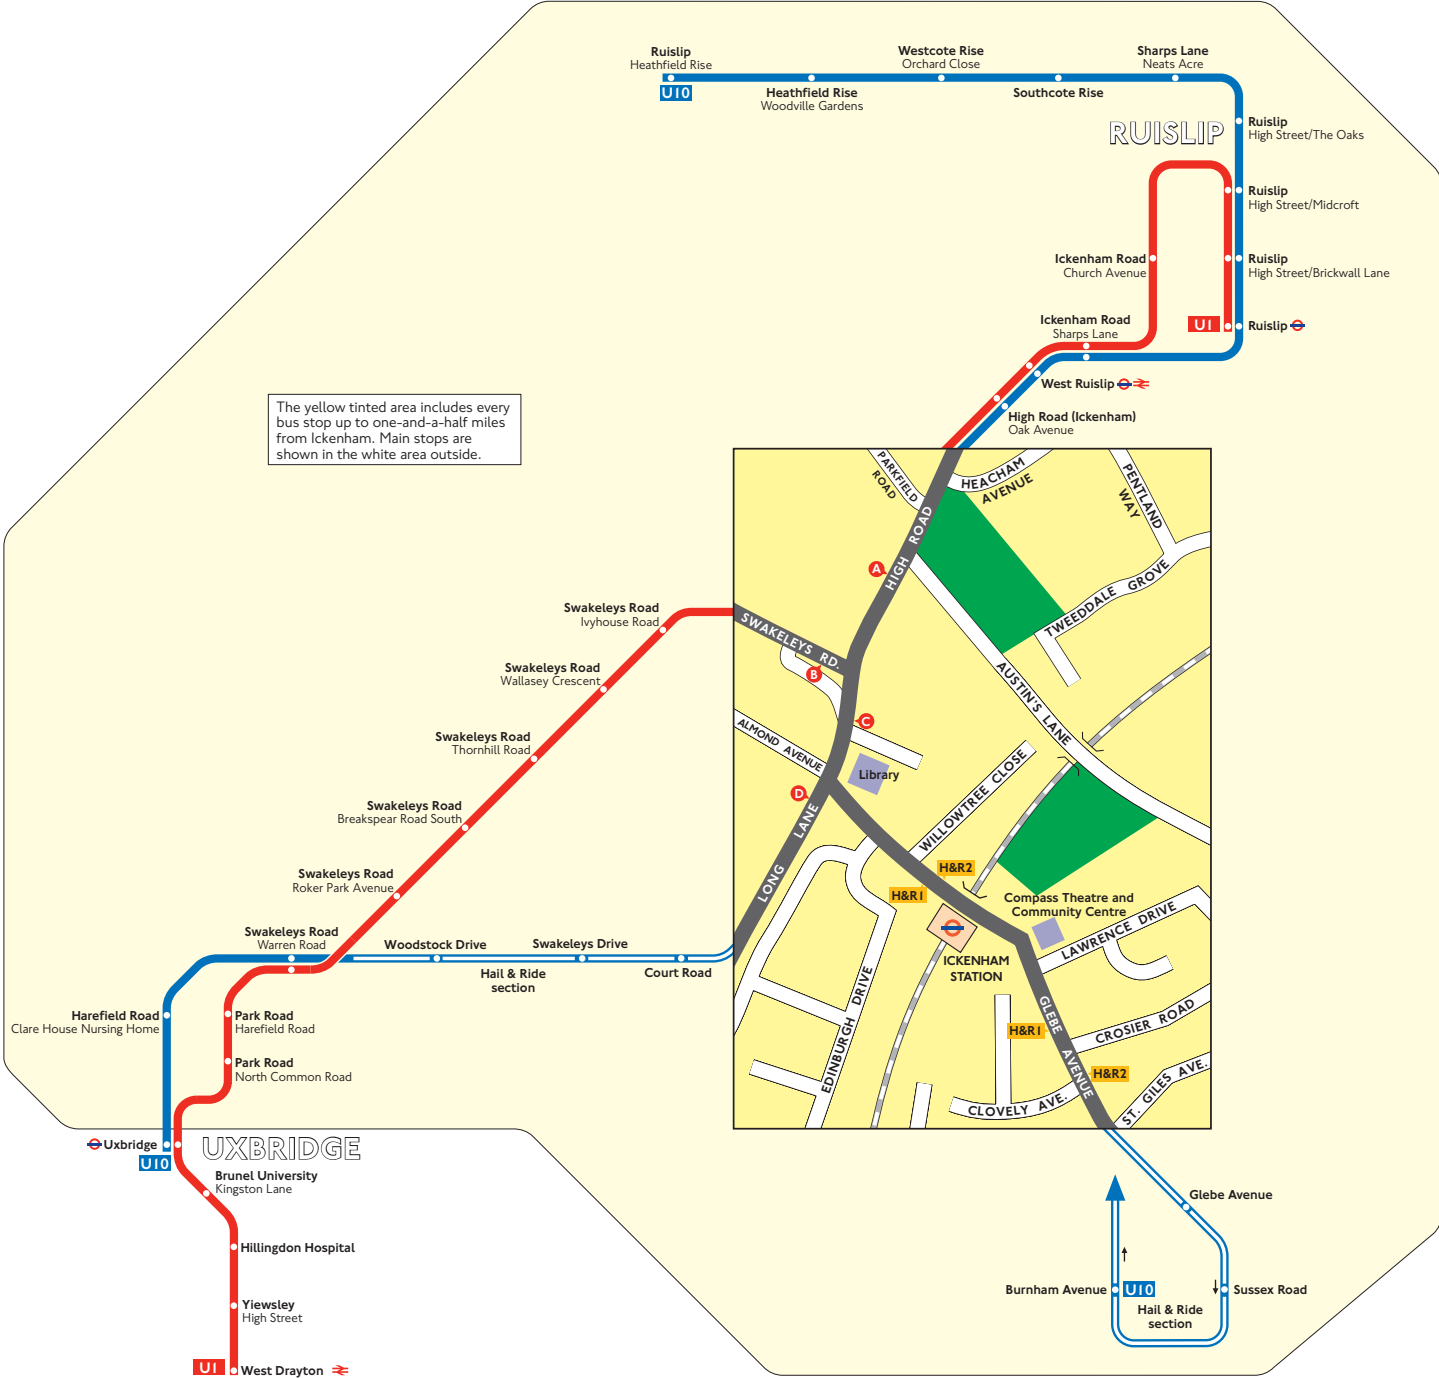 Ruislip
Heathfield Rise
U10
Heathfield Rise
Woodville Gardens
Westcote Rise
Orchard Close
Southcote Rise
Sharps Lane
Neats Acre
RUISLIP
Ruislip
High Street/The Oaks
Ruislip
High Street/Midcroft
Ruislip
High Street/Brickwall Lane
U1
Ruislip
Ickenham Road
Church Avenue
Ickenham Road
Sharps Lane
West Ruislip
High Road (Ickenham)
Oak Avenue
The yellow tinted area includes every
bus stop up to one-and-a-half miles
from Ickenham. Main stops are
shown in the white area outside.
PARKFIELD
ROAD
HEACHAM
AVENUE
PENTLAND
WAY
HIGH ROAD
A
TWEEDDALE GROVE
SWAKELEYS RD.
B
AUSTIN'S LANE
C
ALMOND AVENUE
Library
D
LONG LANE
WILLOWTREE CLOSE
H&R2
H&R1
Compass Theatre and
Community Centre
LAWRENCE DRIVE
ICKENHAM
STATION
EDINBURGH DRIVE
GLEBE AVENUE
H&R1
CROSIER ROAD
H&R2
CLOVELY AVE.
ST. GILES AVE.
Swakeleys Road
Ivyhouse Road
Swakeleys Road
Wallasey Crescent
Swakeleys Road
Thornhill Road
Swakeleys Road
Breakspear Road South
Swakeleys Road
Roker Park Avenue
Swakeleys Road
Warren Road
Woodstock Drive
Hail & Ride
section
Swakeleys Drive
Court Road
Harefield Road
Clare House Nursing Home
Park Road
Harefield Road
Park Road
North Common Road
Uxbridge
U10
UXBRIDGE
Brunel University
Kingston Lane
Hillingdon Hospital
Yiewsley
High Street
U1
West Drayton
Glebe Avenue
Burnham Avenue
U10
Sussex Road
Hail & Ride
section